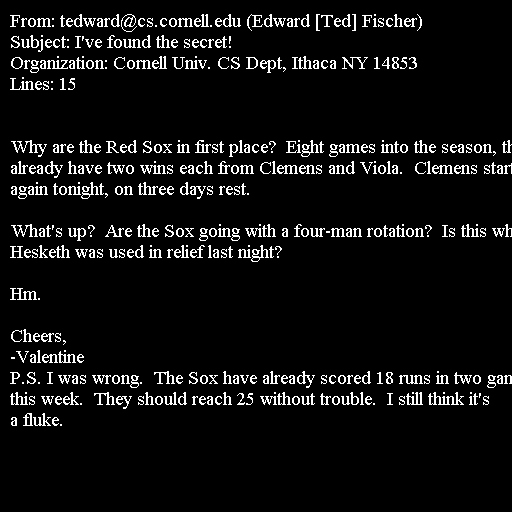 From: tedward@cs.cornell.edu (Edward [Ted] Fischer)
Subject: I've found the secret!
Organization: Cornell Univ. CS Dept, Ithaca NY 14853
Lines: 15
Why are the Red Sox in first place?  Eight games into the season, th
already have two wins each from Clemens and Viola.  Clemens start
again tonight, on three days rest.
What's up?  Are the Sox going with a four-man rotation?  Is this wh
Hesketh was used in relief last night?
Hm.
Cheers,
-Valentine
P.S. I was wrong.  The Sox have already scored 18 runs in two gam
this week.  They should reach 25 without trouble.  I still think it's
a fluke.